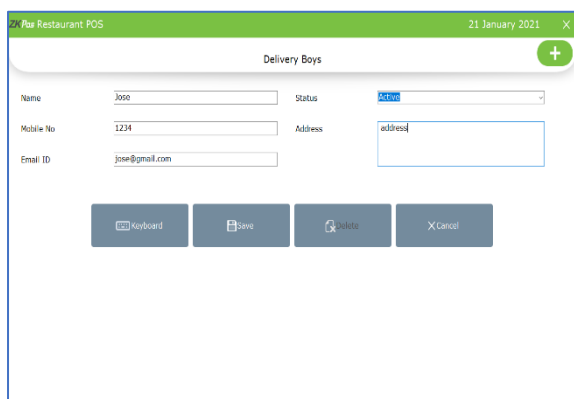 ZKPos Restaurant POS 21 January 2021 X
Delivery Boys +
Name Jose Status Active
Mobile No 1234 Address address
Email ID jose@gmail.com
Keyboard Save Delete X Cancel